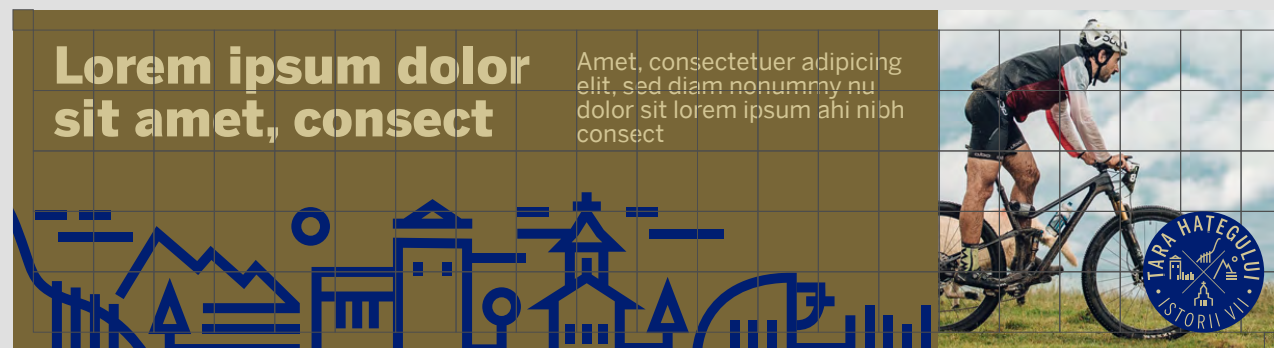 Lorem ipsum dolor
sit amet, consect
Amet, consectetuer adipicing
elit, sed diam nonummy nu
dolor sit lorem ipsum ahi nibh
consect
TARA HATEGULUI
ISTORII VII